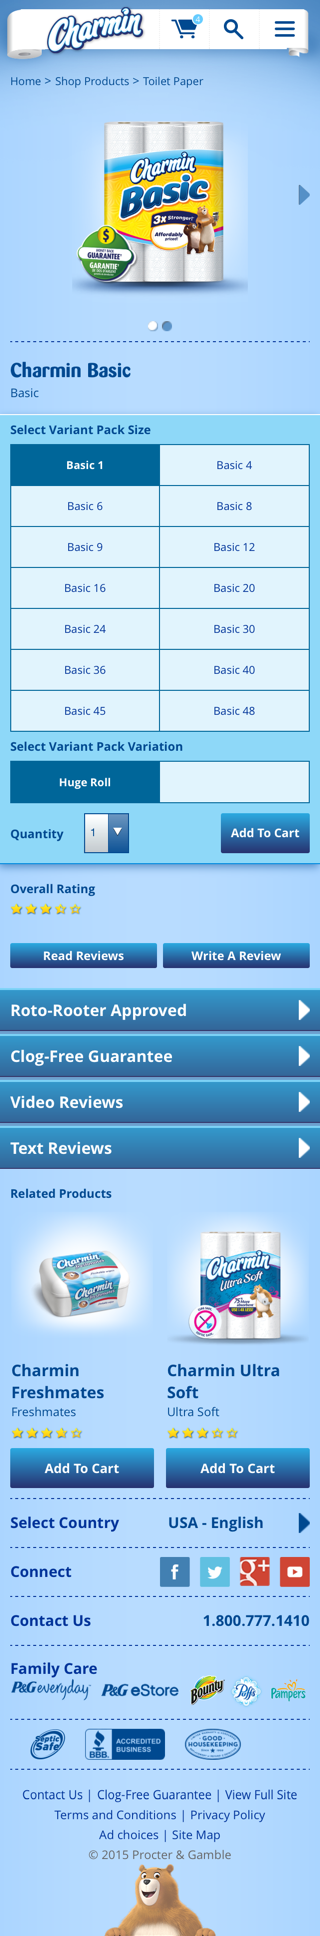 Charmin
4
Home > Shop Products > Toilet Paper
Charmin
Basic
3x Stronger!
Affordably
priced!
$
GUARANTEE
GARANTIE
Charmin Basic
Basic
Select Variant Pack Size
Basic 1
Basic 4
Basic 6
Basic 8
Basic 9
Basic 12
Basic 16
Basic 20
Basic 24
Basic 30
Basic 36
Basic 40
Basic 45
Basic 48
Select Variant Pack Variation
Huge Roll
Quantity
1
Add To Cart
Overall Rating
Read Reviews
Write A Review
Roto-Rooter Approved
Clog-Free Guarantee
Video Reviews
Text Reviews
Related Products
Charmin
Charmin
Charmin
Ultra Soft
Charmin
Freshmates
Freshmates
Charmin Ultra
Soft
Ultra Soft
Add To Cart
Add To Cart
Select Country
USA - English
Connect
f
g+
Contact Us
1.800.777.1410
Family Care
P&G everyday
P&G eStore
Bounty
Puffs
Pampers
Septic
Safe
BBB.
ACCREDITED
BUSINESS
GOOD
HOUSEKEEPING
Contact Us | Clog-Free Guarantee | View Full Site
Terms and Conditions | Privacy Policy
Ad choices | Site Map
© 2015 Procter & Gamble